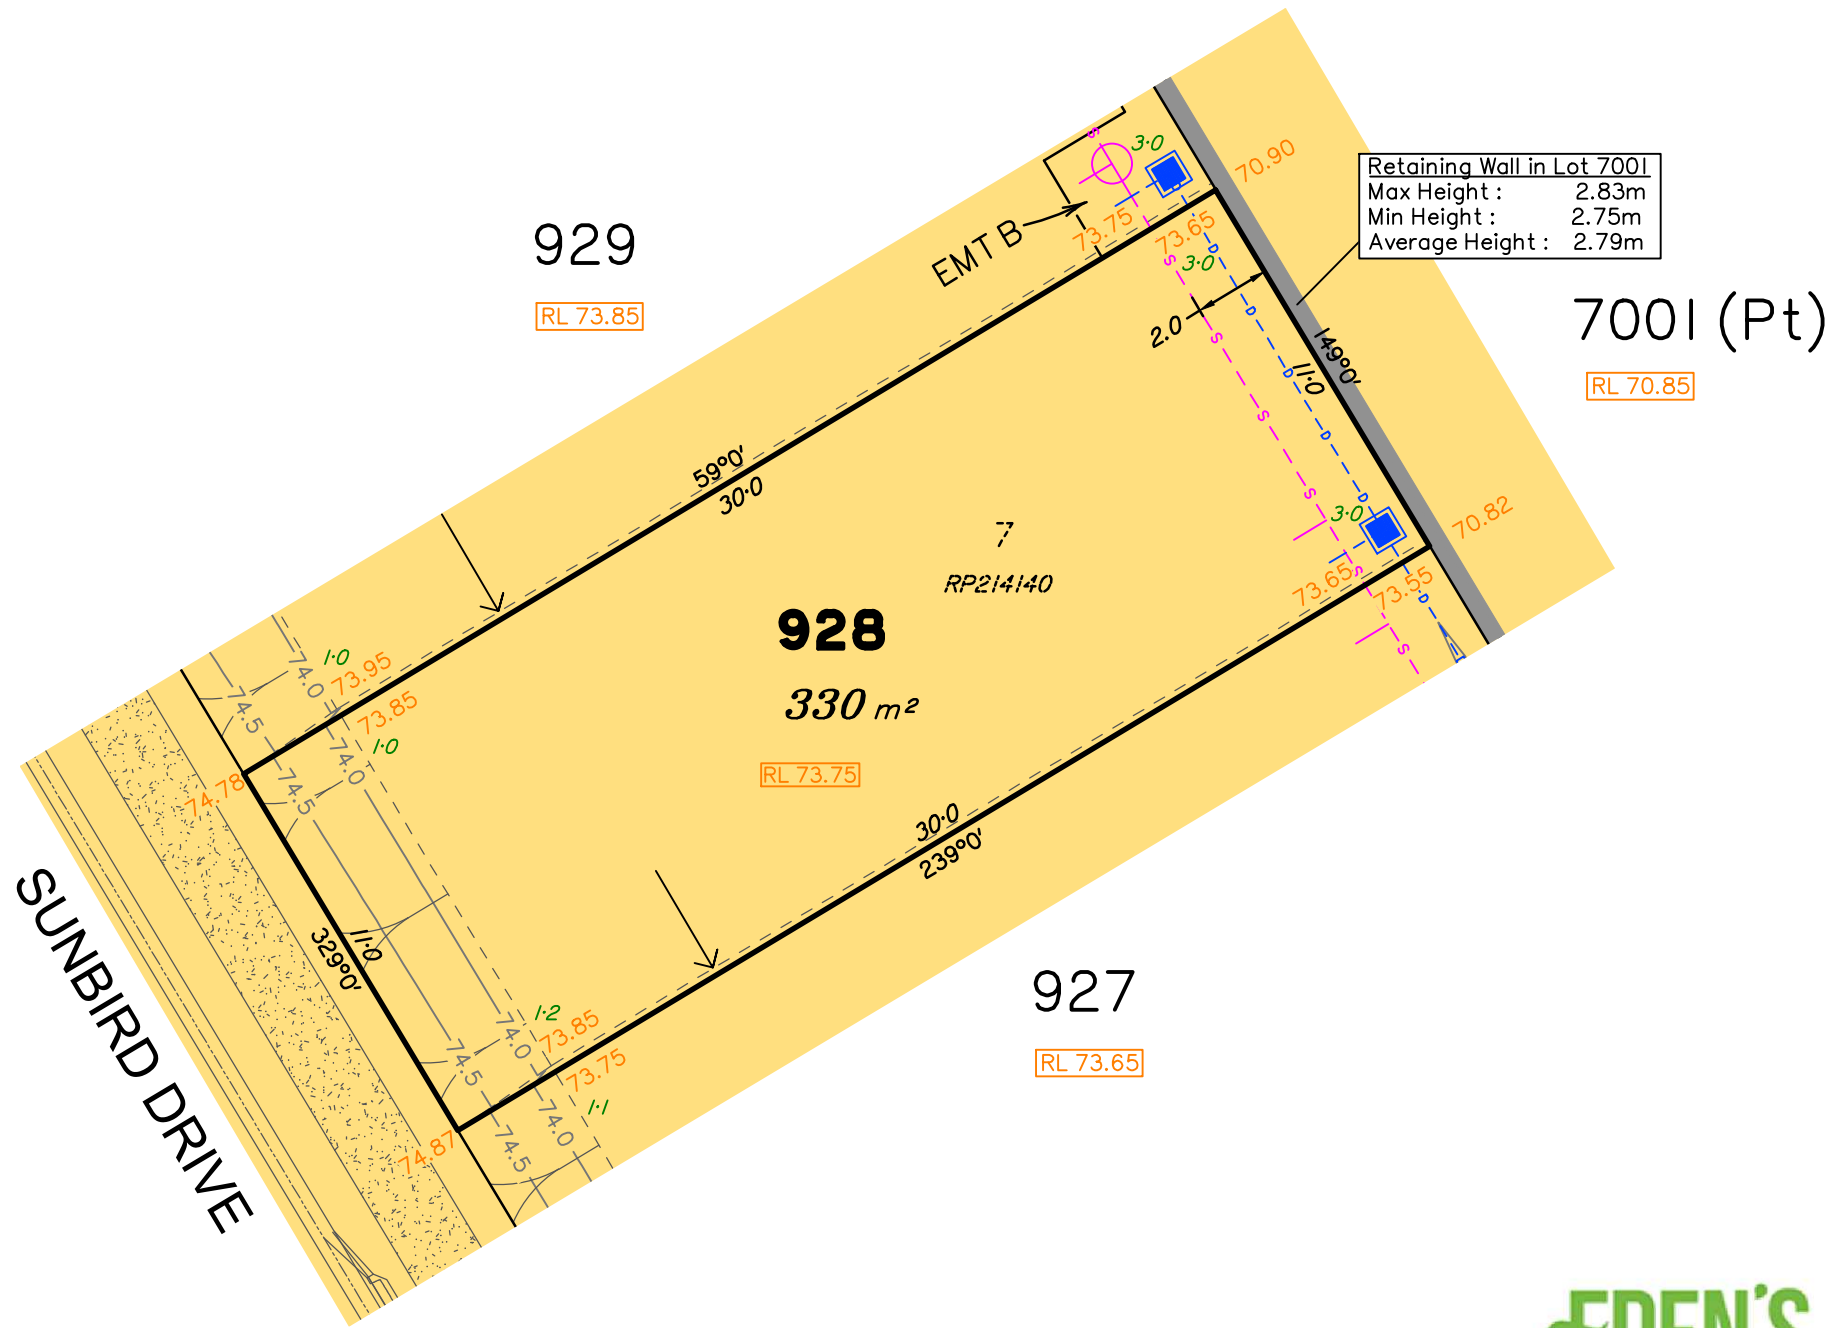 70.90
3·0
Retaining Wall in Lot 7001
Max Height : 2.83m
Min Height : 2.75m
Average Height : 2.79m
S
929
RL 73.85
EMT B
73.75
73.65
D
S
3·0
2.0
D
S
149°0'
11·0
D
7001 (Pt)
RL 70.85
59°0'
30·0
S
D
S
D
3·0
70.82
7
RP214140
73.65
S
73.55
D
S
928
330 m²
RL 73.75
1·0
74.0
73.95
74.5
73.85
1·0
74.0
74.78
74.5
30·0
239°0'
SUNBIRD DRIVE
329°0'
11·0
927
RL 73.65
1·2
74.0
73.85
74.5
73.75
1·1
74.0
74.87
74.5
EDEN'S